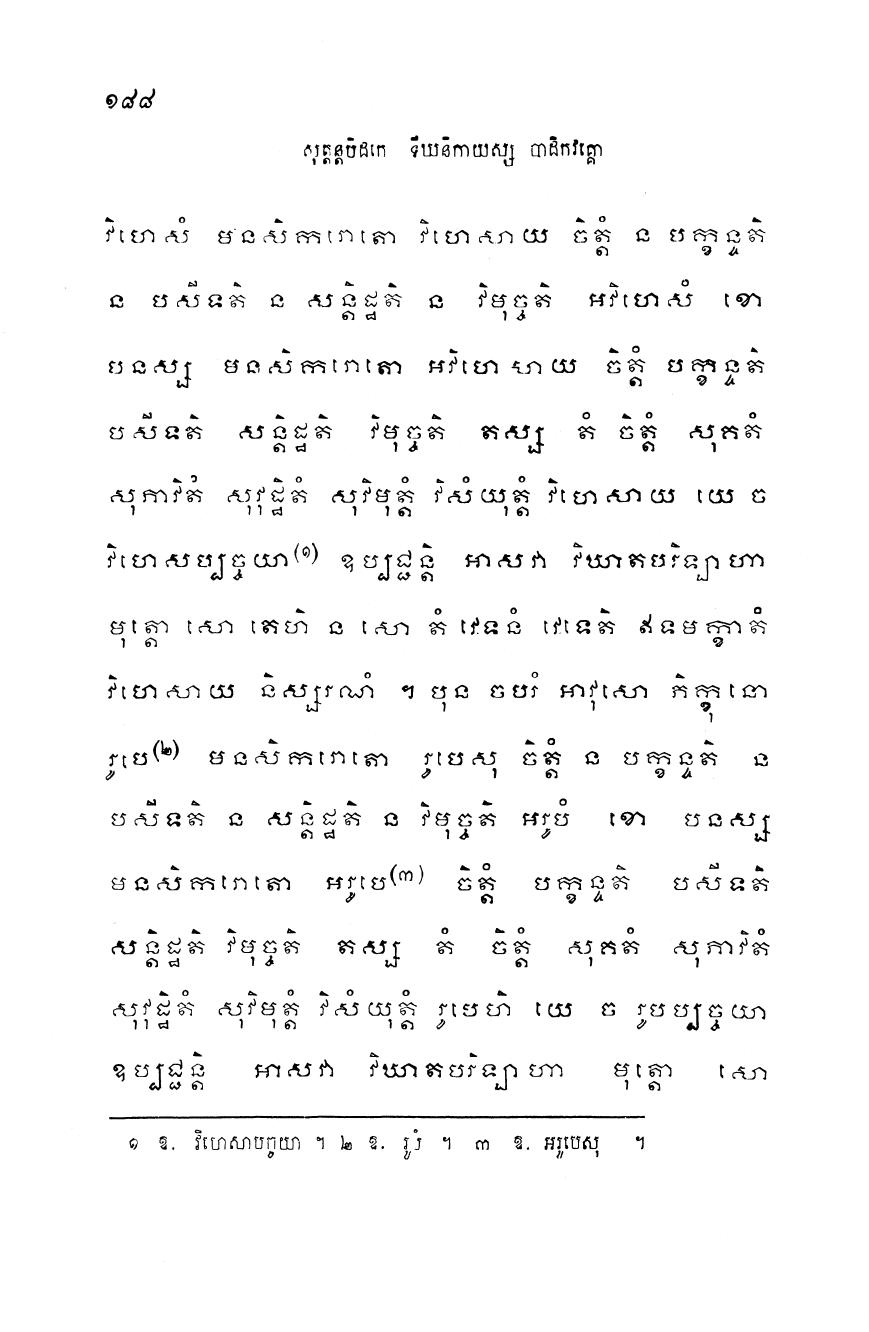 ១៨៨
សុត្តន្តបិដកេ ទីឃនិកាយស្ស បាដិកវគ្គោ
វិហេសំ មនសិករោតោ វិហេសាយ ចិត្តំ ន បក្ខន្ទតិ
ន បសីទតិ ន សន្តិដ្ឋតិ ន វិមុច្ចតិ អវិហេសំ ខោ
បនស្ស មនសិករោតោ អវិហេសាយ ចិត្តំ បក្ខន្ទតិ
បសីទតិ សន្តិដ្ឋតិ វិមុច្ចតិ តស្ស តំ ចិត្តំ សុគតំ
សុភាវិតំ សុវុដ្ឋិតំ សុវិមុត្តំ វិសំយុត្តំ វិហេសាយ យេ ច
វិហេសប្បច្ចយា(១) ឧប្បជ្ជន្តិ អាសវា វិឃាតបរិឡាហា
មុត្តោ សោ តេហិ ន សោ តំ វេទនំ វេទេតិ ឥទមក្ខាតំ
វិហេសាយ និស្សរណំ ។ បុន ចបរំ អាវុសោ ភិក្ខុនោ
រូបេ(២) មនសិករោតោ រូបេសុ ចិត្តំ ន បក្ខន្ទតិ ន
បសីទតិ ន សន្តិដ្ឋតិ ន វិមុច្ចតិ អរូបំ ខោ បនស្ស
មនសិករោតោ អរូបេ(៣) ចិត្តំ បក្ខន្ទតិ បសីទតិ
សន្តិដ្ឋតិ វិមុច្ចតិ តស្ស តំ ចិត្តំ សុគតំ សុភាវិតំ
សុវុដ្ឋិតំ សុវិមុត្តំ វិសំយុត្តំ រូបេហិ យេ ច រូបប្បច្ចយា
ឧប្បជ្ជន្តិ អាសវា វិឃាតបរិឡាហា មុត្តោ សោ
១ ឱ. វិហេសាបច្ចយា ។ ២ ឱ. រូបំ ។ ៣ ឱ. អរូបេសុ ។